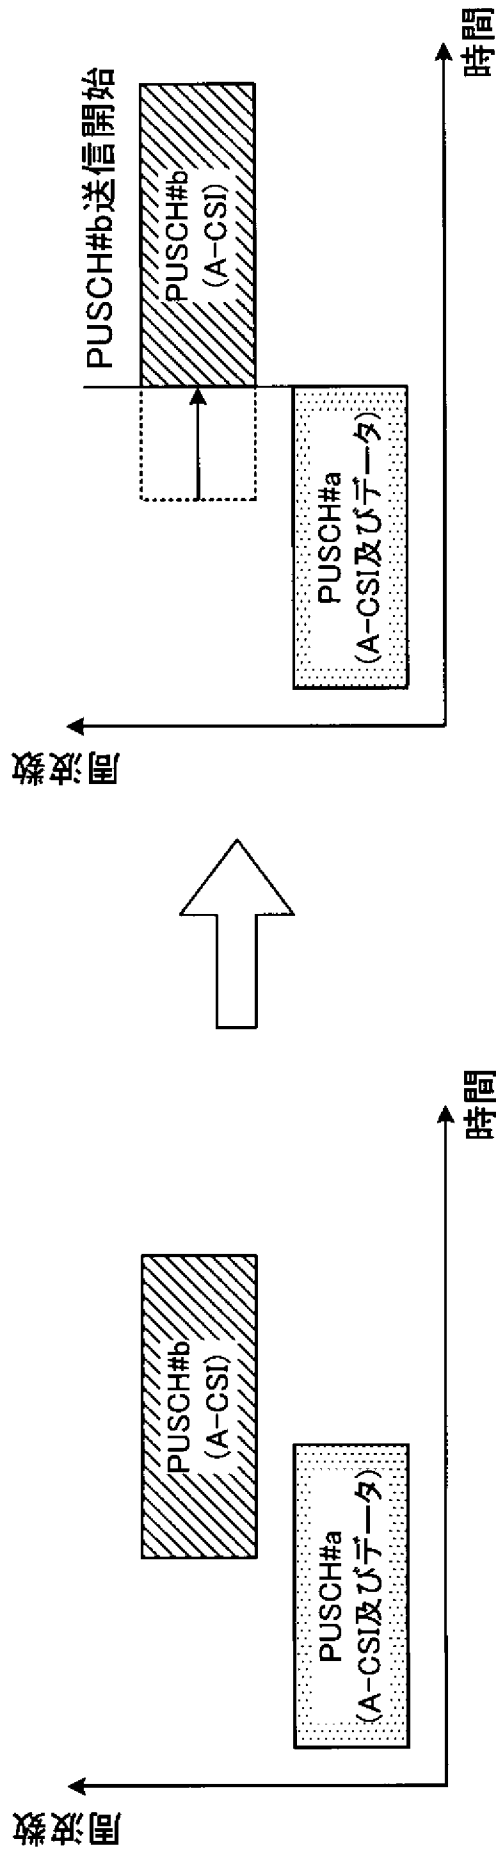 周波数
PUSCH#b
(A-CSI)
PUSCH#a
(A-CSI及びデータ)
時間
周波数
PUSCH#b送信開始
PUSCH#b
(A-CSI)
PUSCH#a
(A-CSI及びデータ)
時間